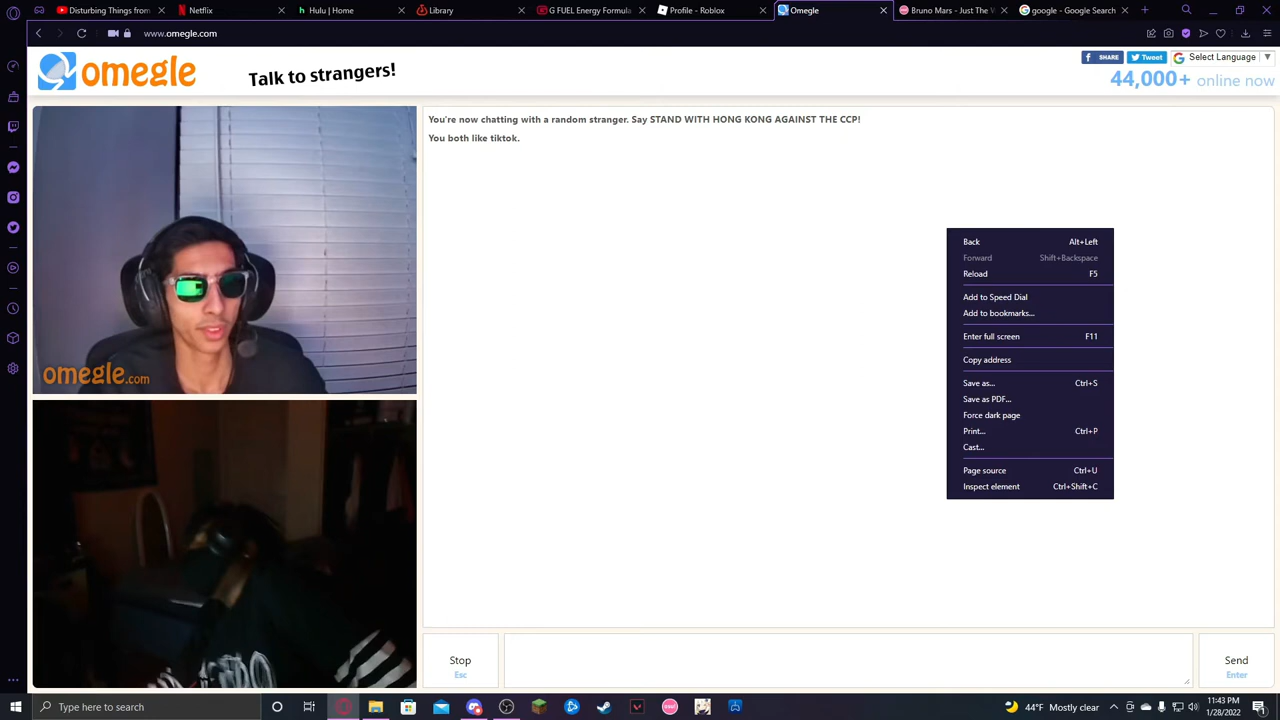 Disturbing Things from
Netflix
Hulu | Home
Library
G FUEL Energy Formula
Profile - Roblox
Omegle
Bruno Mars - Just The W
google - Google Search
www.omegle.com
omegle
Talk to strangers!
SHARE
Tweet
Select Language
44,000+ online now
You're now chatting with a random stranger. Say STAND WITH HONG KONG AGAINST THE CCP!
You both like tiktok.
omegle.com
Back Alt+Left
Forward Shift+Backspace
Reload F5
Add to Speed Dial
Add to bookmarks...
Enter full screen F11
Copy address
Save as... Ctrl+S
Save as PDF...
Force dark page
Print... Ctrl+P
Cast...
Page source Ctrl+U
Inspect element Ctrl+Shift+C
Stop
Esc
Send
Enter
Type here to search
44°F Mostly clear
11:43 PM
1/28/2022